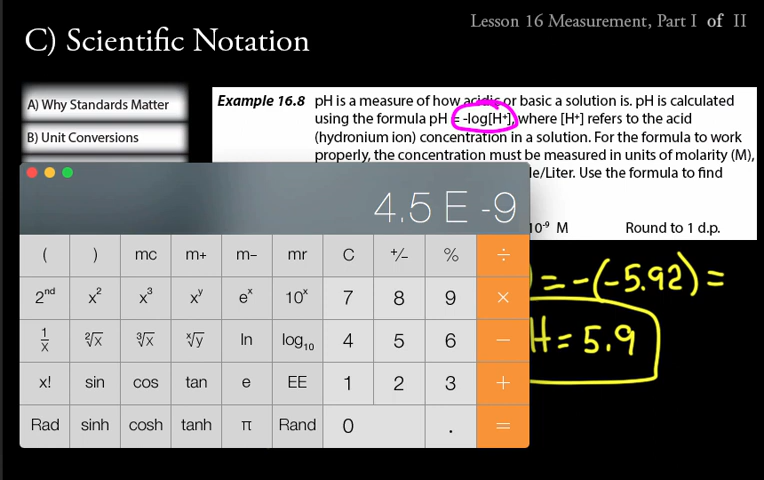 Lesson 16 Measurement, Part I of II
C) Scientific Notation
A) Why Standards Matter
B) Unit Conversions
Example 16.8 pH is a measure of how acidic or basic a solution is. pH is calculated
using the formula pH = -log[H⁺], where [H⁺] refers to the acid
(hydronium ion) concentration in a solution. For the formula to work
properly, the concentration must be measured in units of molarity (M),
le/Liter. Use the formula to find
10⁻⁹ M Round to 1 d.p.
= -(-5.92) =
H = 5.9
4.5 E -9
( ) mc m+ m- mr C +/- % ÷
2ⁿᵈ x² x³ xʸ eˣ 10ˣ 7 8 9 ×
1/x ²√x ³√x ˣ√y ln log₁₀ 4 5 6 −
x! sin cos tan e EE 1 2 3 +
Rad sinh cosh tanh π Rand 0 . =